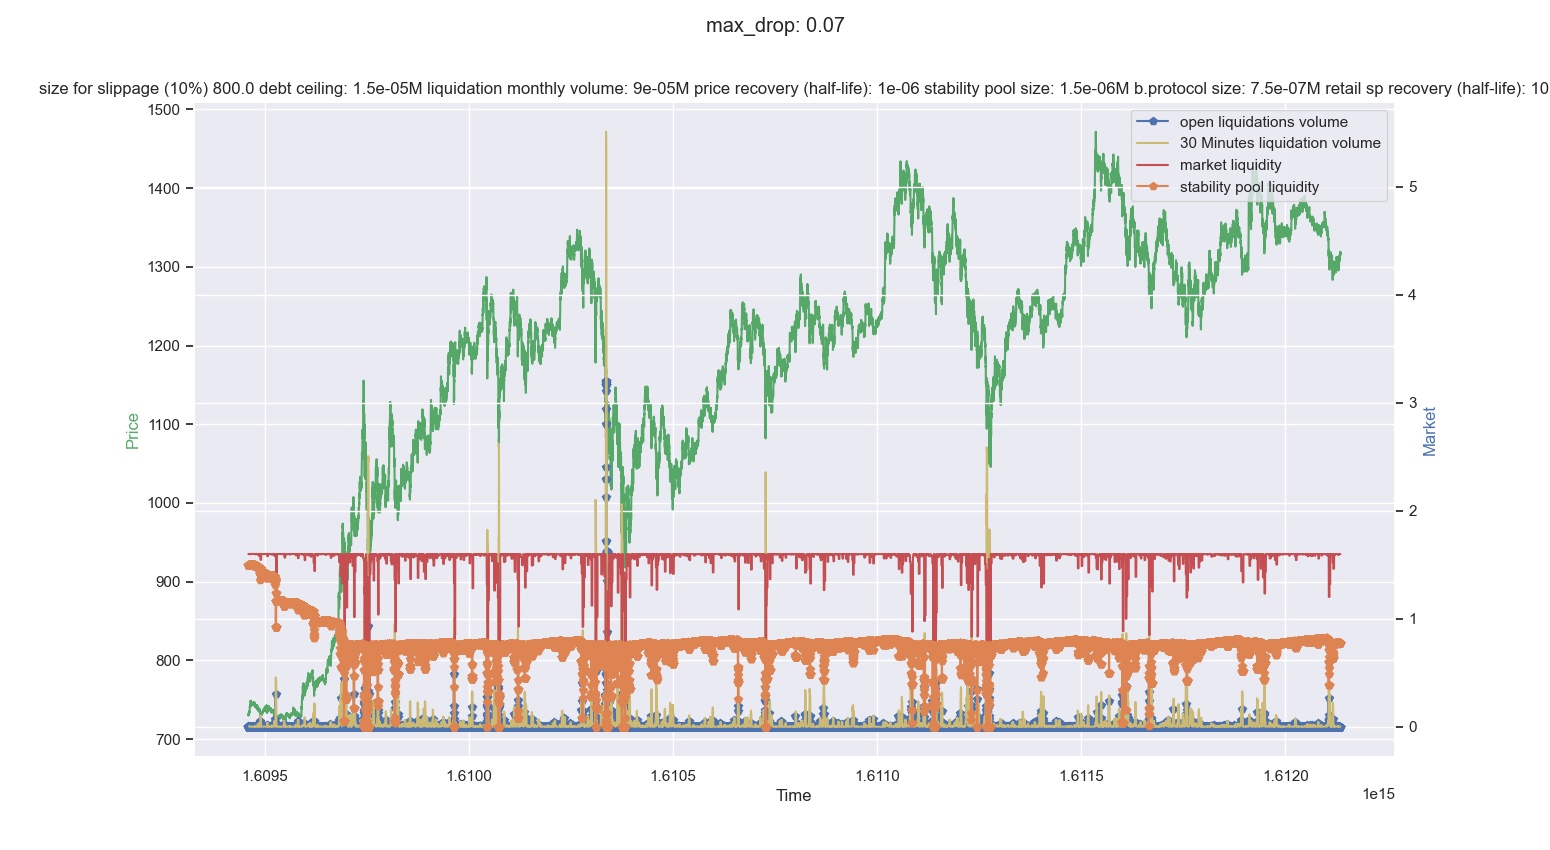 max_drop: 0.07
size for slippage (10%) 800.0 debt ceiling: 1.5e-05M liquidation monthly volume: 9e-05M price recovery (half-life): 1e-06 stability pool size: 1.5e-06M b.protocol size: 7.5e-07M retail sp recovery (half-life): 10
open liquidations volume
30 Minutes liquidation volume
market liquidity
stability pool liquidity
1500
1400
1300
1200
1100
1000
900
800
700
Price
5
4
3
2
1
0
Market
1.6095
1.6100
1.6105
1.6110
1.6115
1.6120
Time
1e15